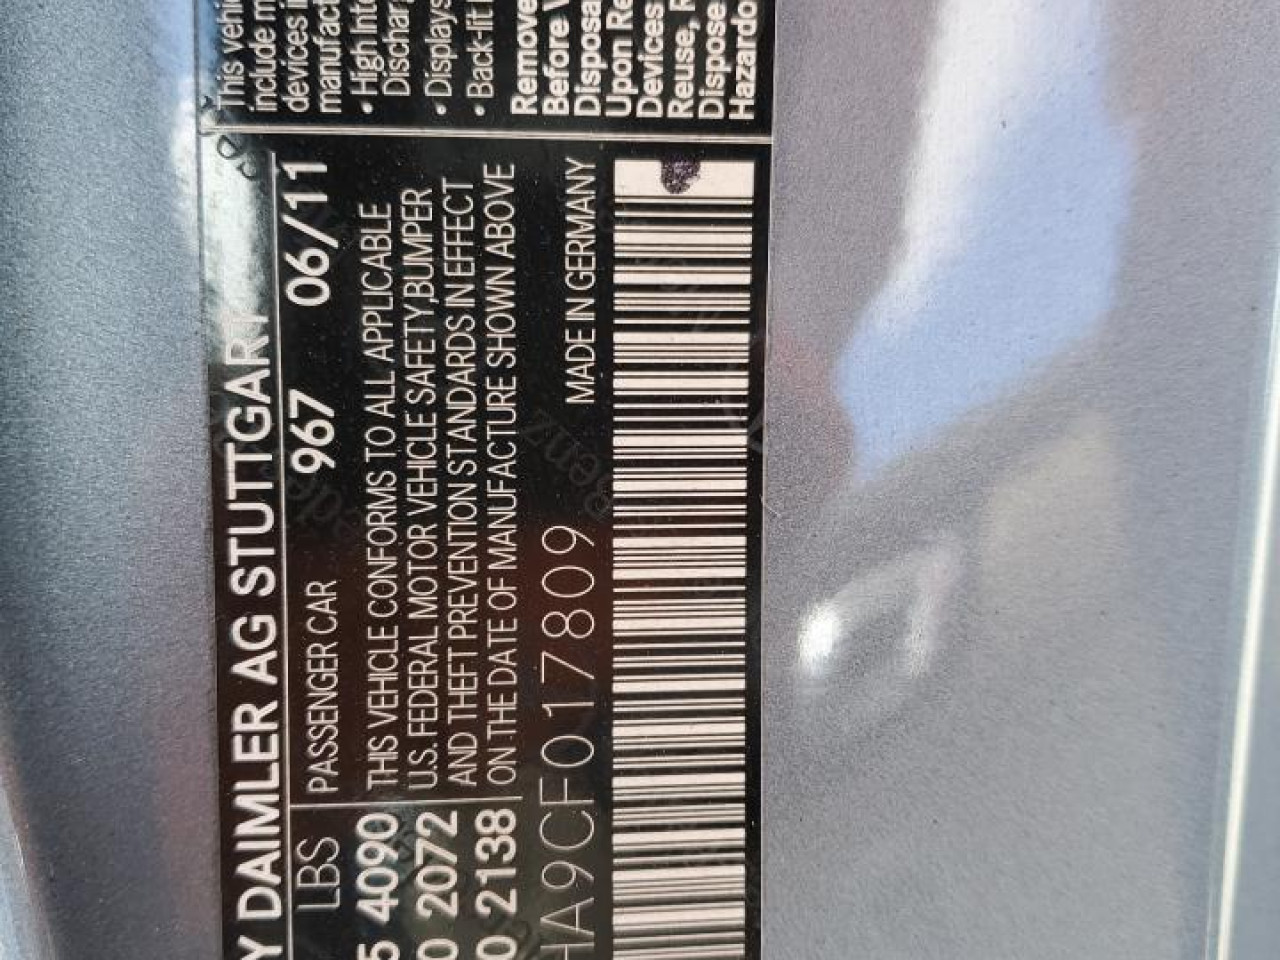 Y DAIMLER AG STUTTGART
LBS PASSENGER CAR 967 06/11
5 4090 THIS VEHICLE CONFORMS TO ALL APPLICABLE
U.S. FEDERAL MOTOR VEHICLE SAFETY,BUMPER
0 2072 AND THEFT PREVENTION STANDARDS IN EFFECT
0 2138 ON THE DATE OF MANUFACTURE SHOWN ABOVE
MADE IN GERMANY
HA9CF017809
This vehi
include m
devices i
manufact
• High Inte
Dischar
• Displays
• Back-lit
Remove
Before
Disposa
Upon Re
Devices
Reuse, R
Dispose
Hazardo